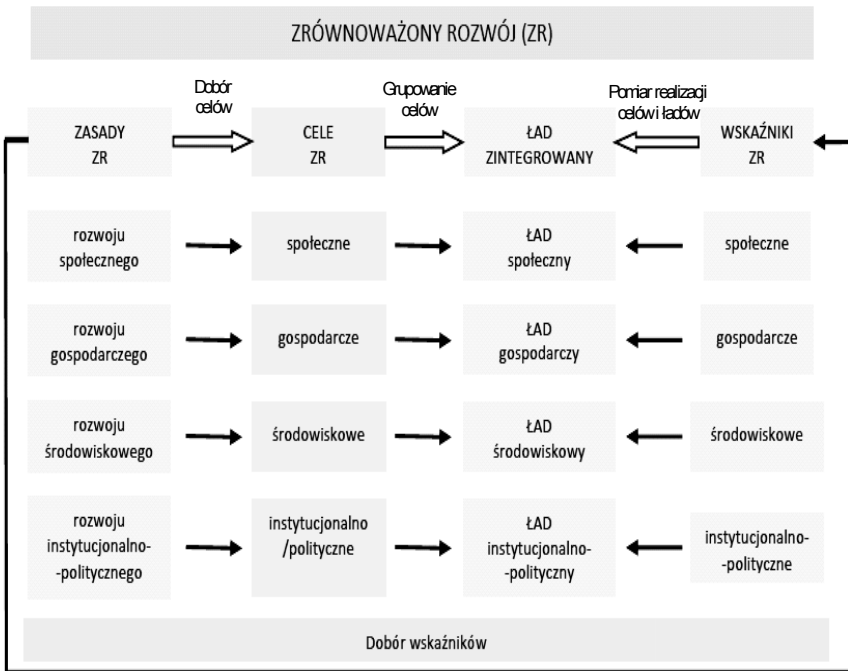 ZRÓWNOWAŻONY ROZWÓJ (ZR)
Dobór
celów
Grupowanie
celów
Pomiar realizacji
celów i ładów
ZASADY
ZR
CELE
ZR
ŁAD
ZINTEGROWANY
WSKAŹNIKI
ZR
rozwoju
społecznego
społeczne
ŁAD
społeczny
społeczne
rozwoju
gospodarczego
gospodarcze
ŁAD
gospodarczy
gospodarcze
rozwoju
środowiskowego
środowiskowe
ŁAD
środowiskowy
środowiskowe
rozwoju
instytucjonalno-
-politycznego
instytucjonalno
/polityczne
ŁAD
instytucjonalno-
-polityczny
instytucjonalno-
-polityczne
Dobór wskaźników